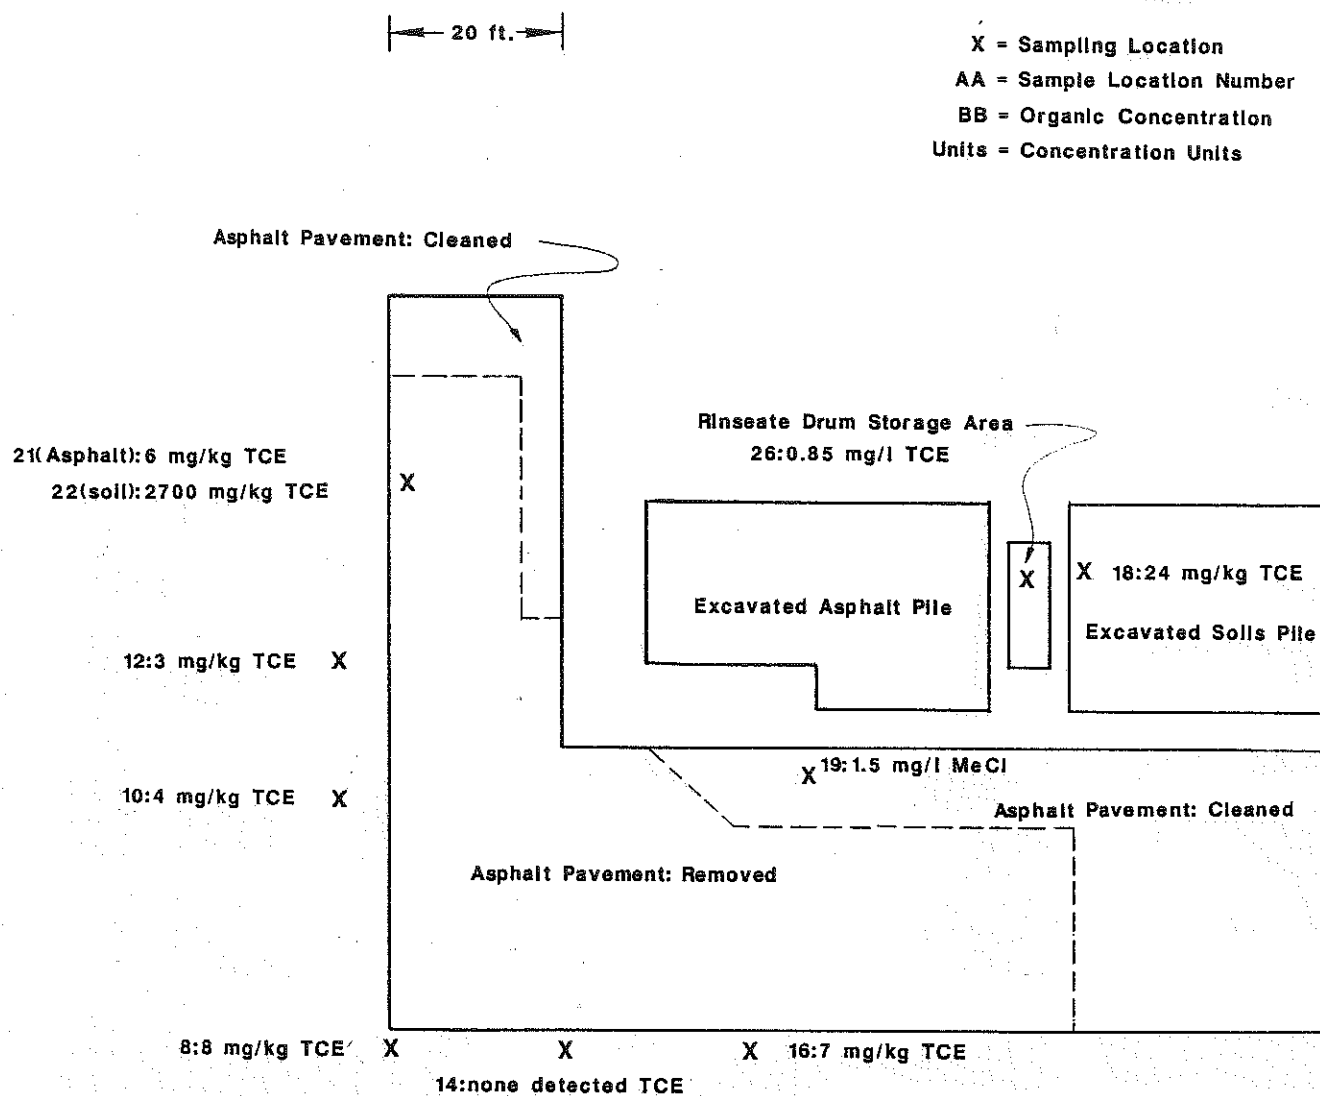 20 ft.
X = Sampling Location
AA = Sample Location Number
BB = Organic Concentration
Units = Concentration Units
Asphalt Pavement: Cleaned
Rinseate Drum Storage Area
26:0.85 mg/l TCE
21(Asphalt):6 mg/kg TCE
22(soil):2700 mg/kg TCE
X
X
X 18:24 mg/kg TCE
Excavated Asphalt Pile
Excavated Soils Pile
12:3 mg/kg TCE X
X 19:1.5 mg/l MeCl
10:4 mg/kg TCE X
Asphalt Pavement: Cleaned
Asphalt Pavement: Removed
8:8 mg/kg TCE X
X
X 16:7 mg/kg TCE
14:none detected TCE